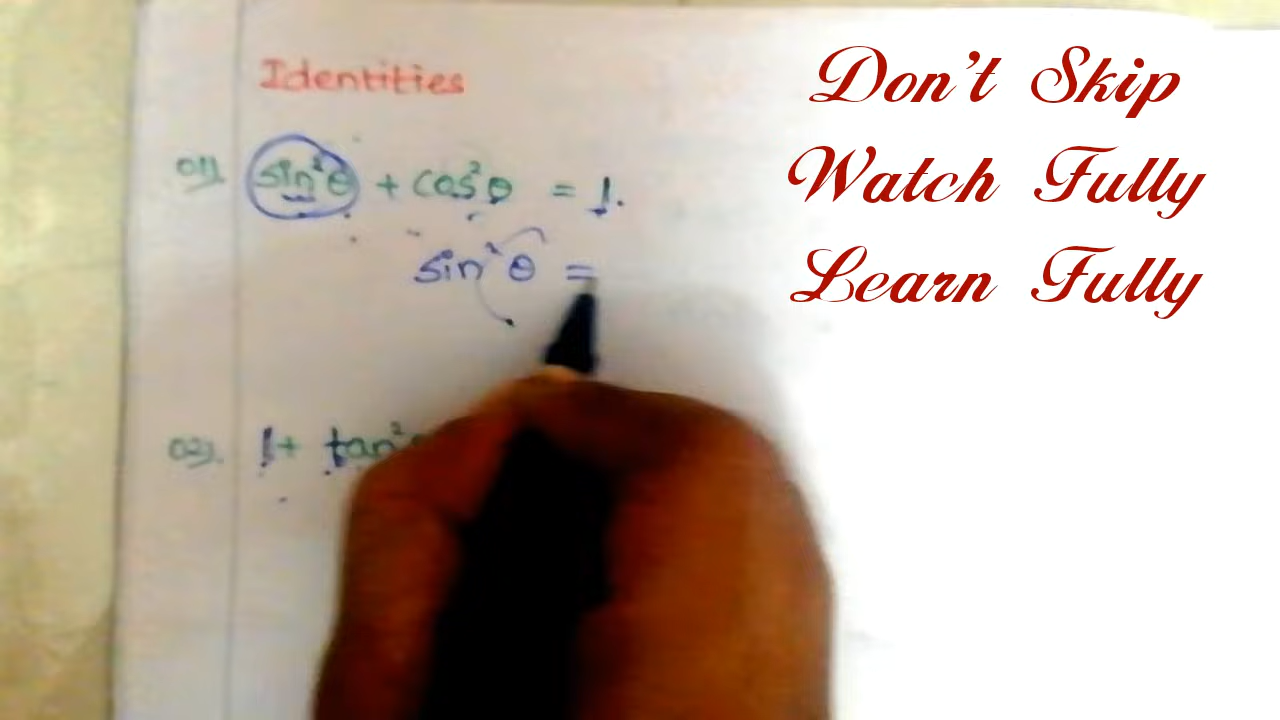 Identities
01). sin²θ + cos²θ = 1.
sin²θ =
02). 1+ tan²
Don't Skip
Watch Fully
Learn Fully